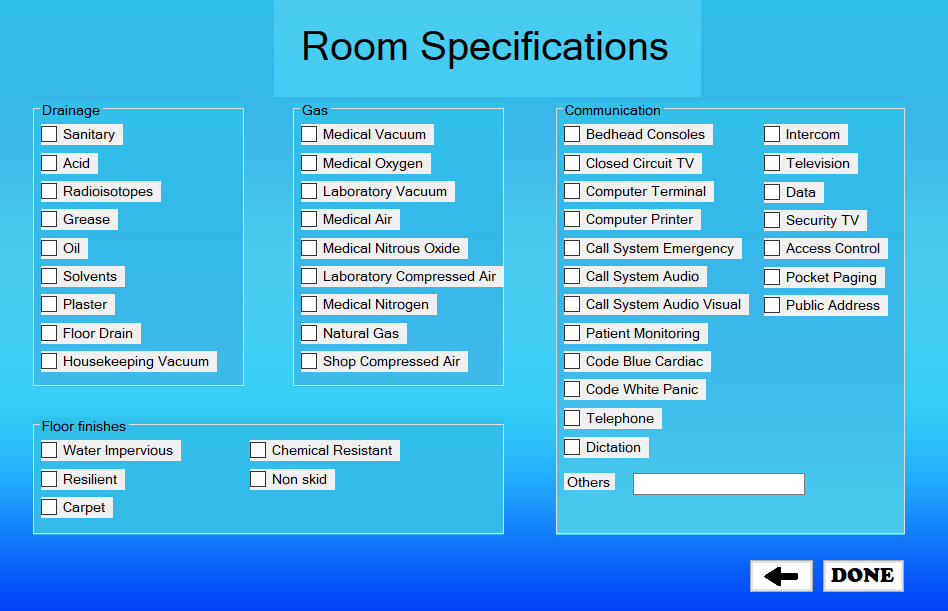 Room Specifications
Drainage
Sanitary
Acid
Radioisotopes
Grease
Oil
Solvents
Plaster
Floor Drain
Housekeeping Vacuum
Gas
Medical Vacuum
Medical Oxygen
Laboratory Vacuum
Medical Air
Medical Nitrous Oxide
Laboratory Compressed Air
Medical Nitrogen
Natural Gas
Shop Compressed Air
Communication
Bedhead Consoles
Closed Circuit TV
Computer Terminal
Computer Printer
Call System Emergency
Call System Audio
Call System Audio Visual
Patient Monitoring
Code Blue Cardiac
Code White Panic
Telephone
Dictation
Intercom
Television
Data
Security TV
Access Control
Pocket Paging
Public Address
Others
Floor finishes
Water Impervious
Resilient
Carpet
Chemical Resistant
Non skid
DONE